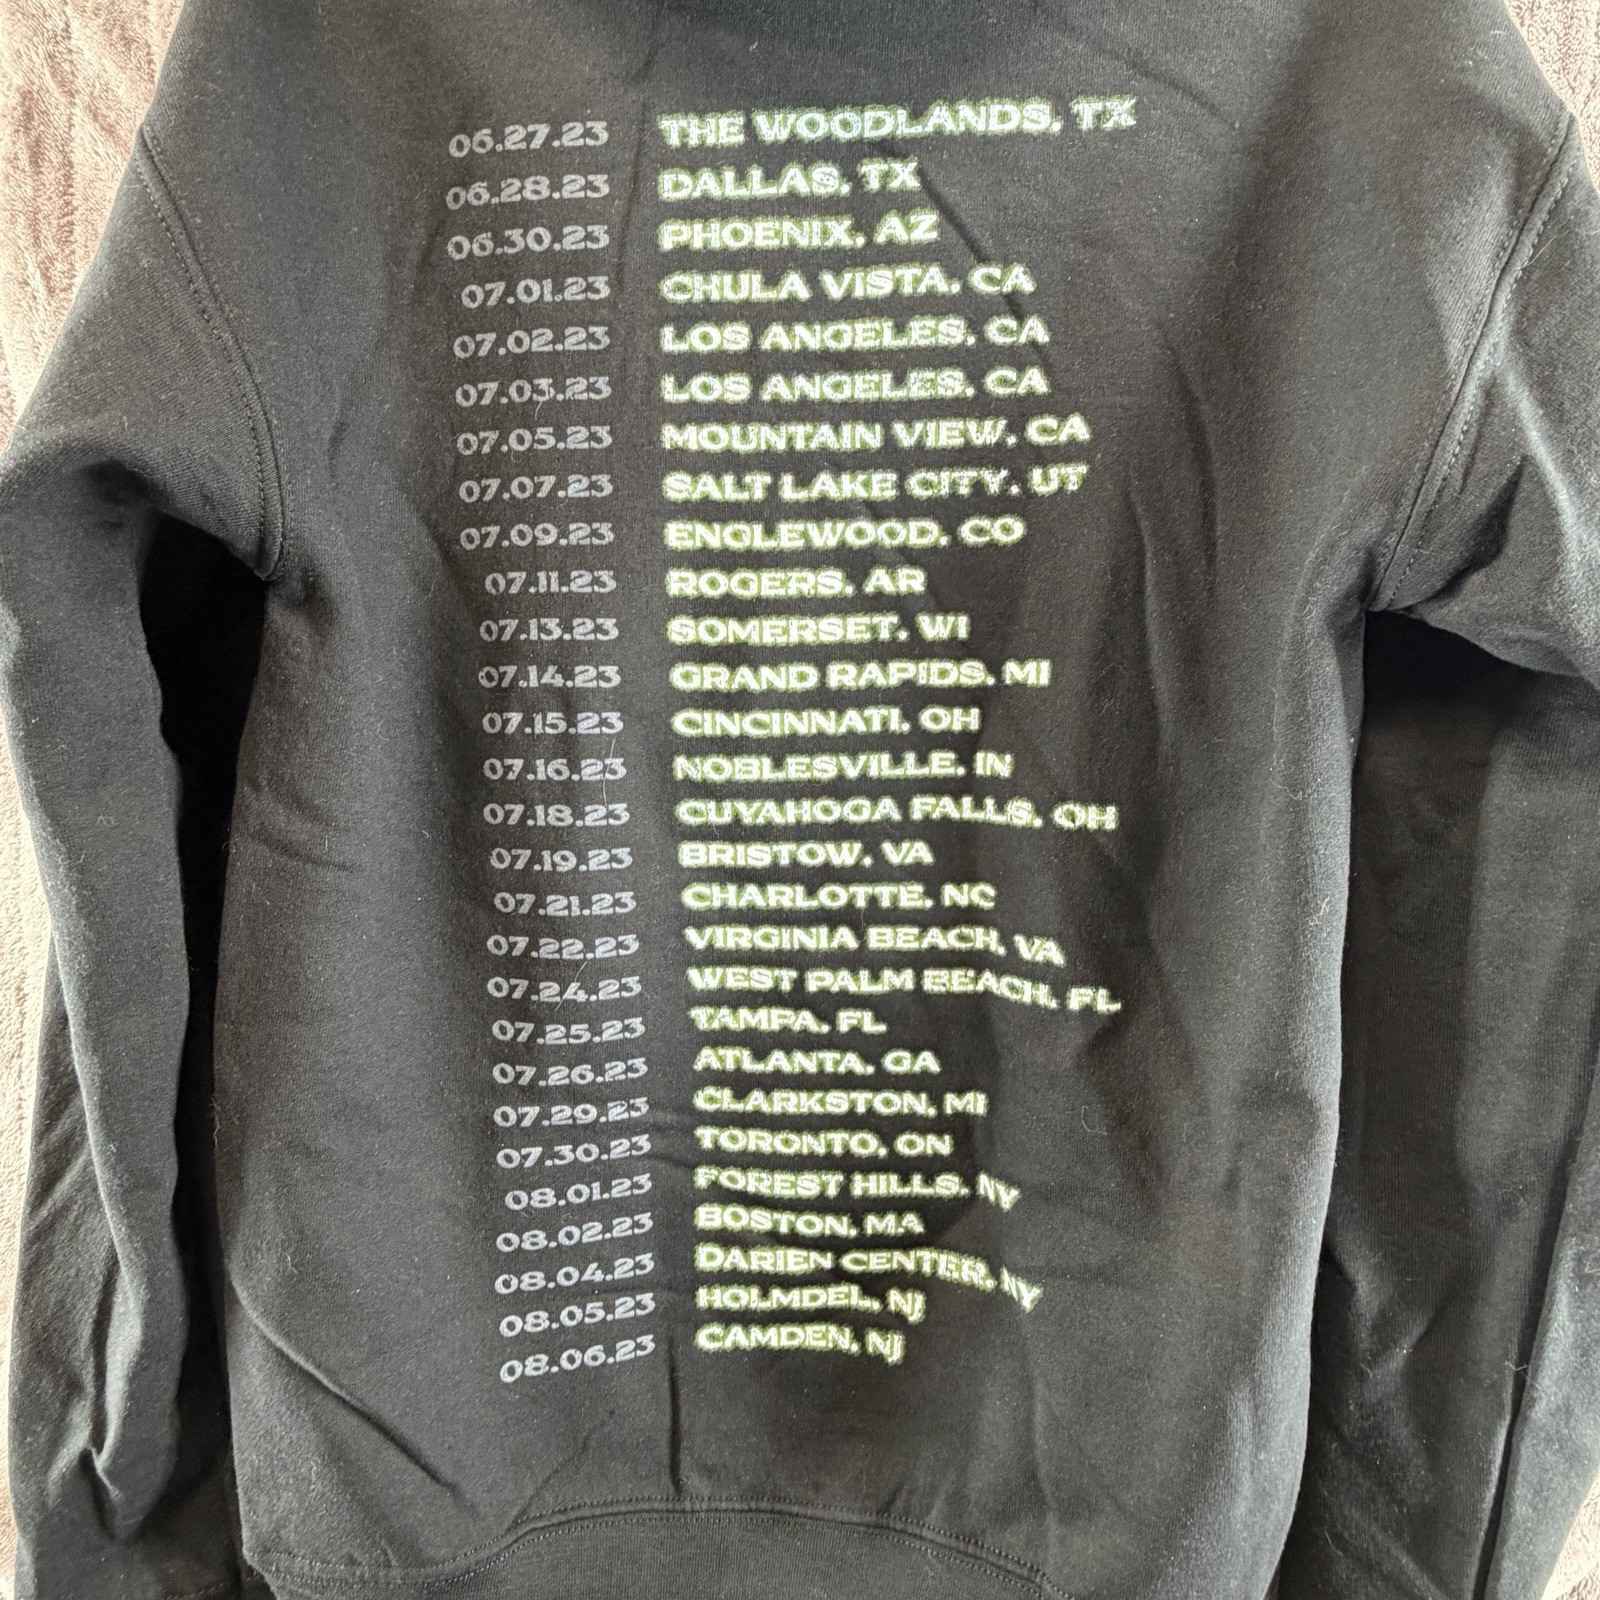 06.27.23 THE WOODLANDS, TX
06.28.23 DALLAS, TX
06.30.23 PHOENIX, AZ
07.01.23 CHULA VISTA, CA
07.02.23 LOS ANGELES, CA
07.03.23 LOS ANGELES, CA
07.05.23 MOUNTAIN VIEW, CA
07.07.23 SALT LAKE CITY, UT
07.09.23 ENGLEWOOD, CO
07.11.23 ROGERS, AR
07.13.23 SOMERSET, WI
07.14.23 GRAND RAPIDS, MI
07.15.23 CINCINNATI, OH
07.16.23 NOBLESVILLE, IN
07.18.23 CUYAHOGA FALLS, OH
07.19.23 BRISTOW, VA
07.21.23 CHARLOTTE, NC
07.22.23 VIRGINIA BEACH, VA
07.24.23 WEST PALM BEACH, FL
07.25.23 TAMPA, FL
07.26.23 ATLANTA, GA
07.29.23 CLARKSTON, MI
07.30.23 TORONTO, ON
08.01.23 FOREST HILLS, NY
08.02.23 BOSTON, MA
08.04.23 DARIEN CENTER, NY
08.05.23 HOLMDEL, NJ
08.06.23 CAMDEN, NJ